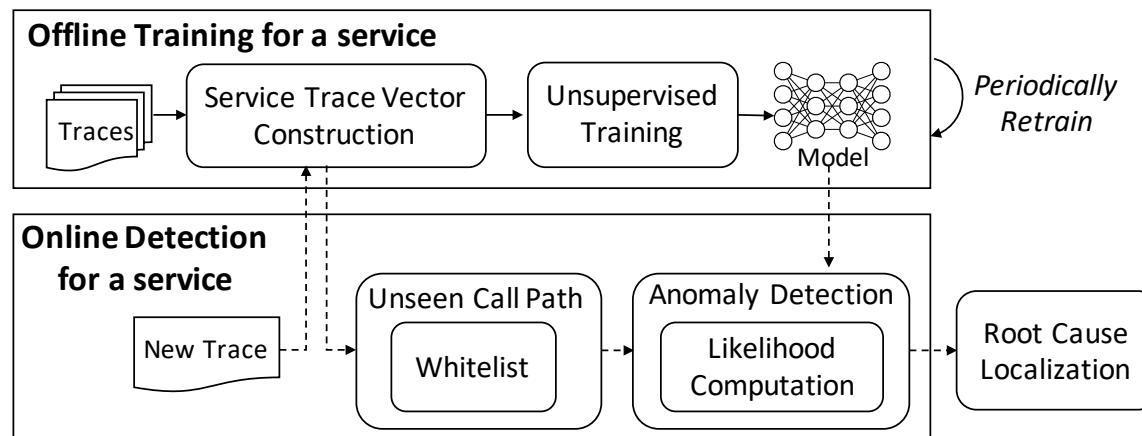 Offline Training for a service
Traces
Service Trace Vector
Construction
Unsupervised
Training
Model
Periodically
Retrain
Online Detection
for a service
New Trace
Unseen Call Path
Whitelist
Anomaly Detection
Likelihood
Computation
Root Cause
Localization